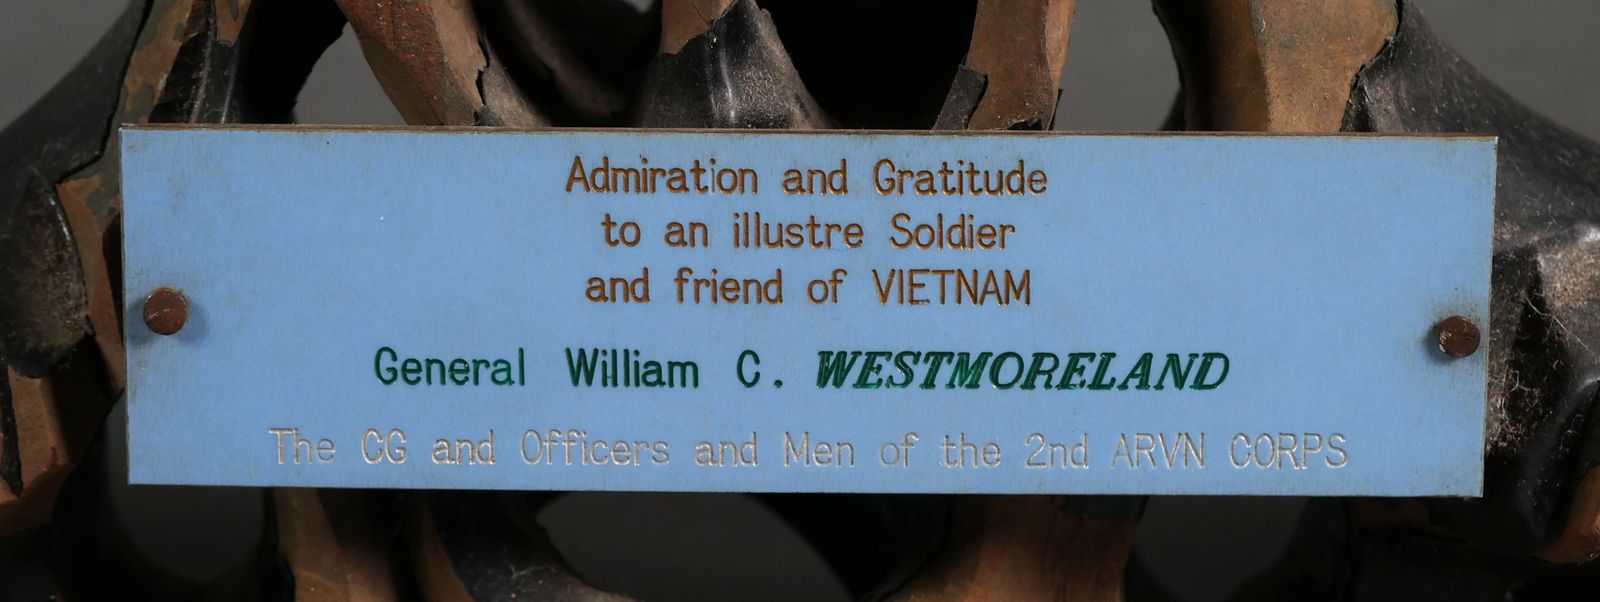 Admiration and Gratitude
to an illustre Soldier
and friend of VIETNAM
General William C. WESTMORELAND
The CG and Officers and Men of the 2nd ARVN CORPS